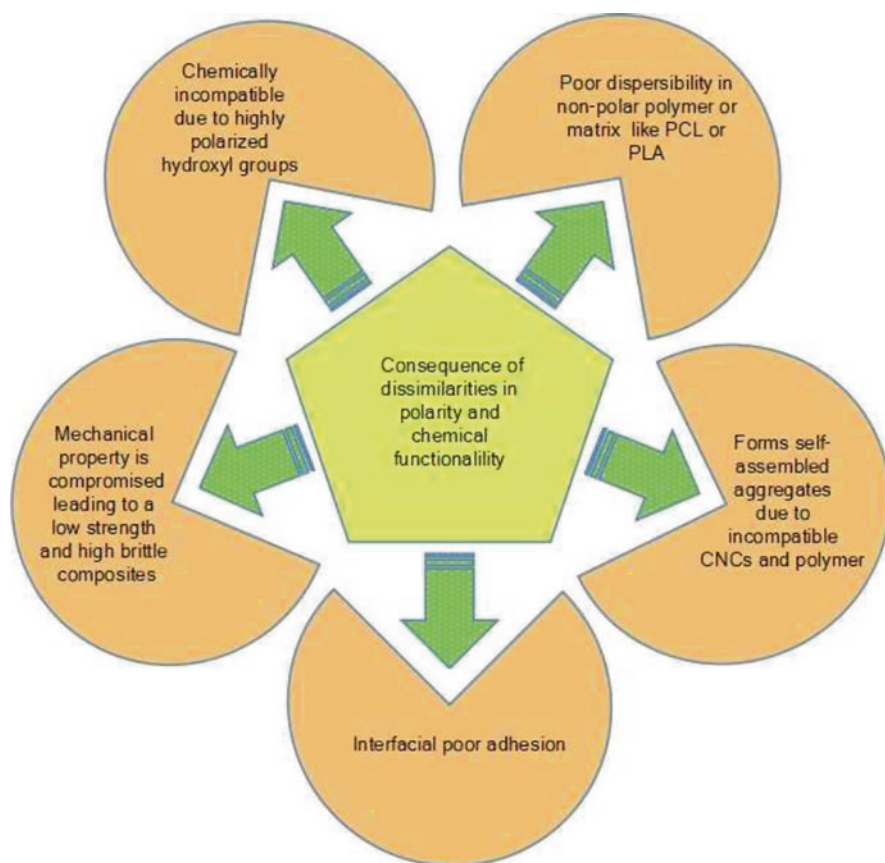 Chemically
incompatible
due to highly
polarized
hydroxyl groups
Poor dispersibility in
non-polar polymer or
matrix like PCL or
PLA
Consequence of
dissimilarities in
polarity and
chemical
functionalility
Mechanical
property is
compromised
leading to a
low strength
and high brittle
composites
Forms self-
assembled
aggregates
due to
incompatible
CNCs and polymer
Interfacial poor adhesion